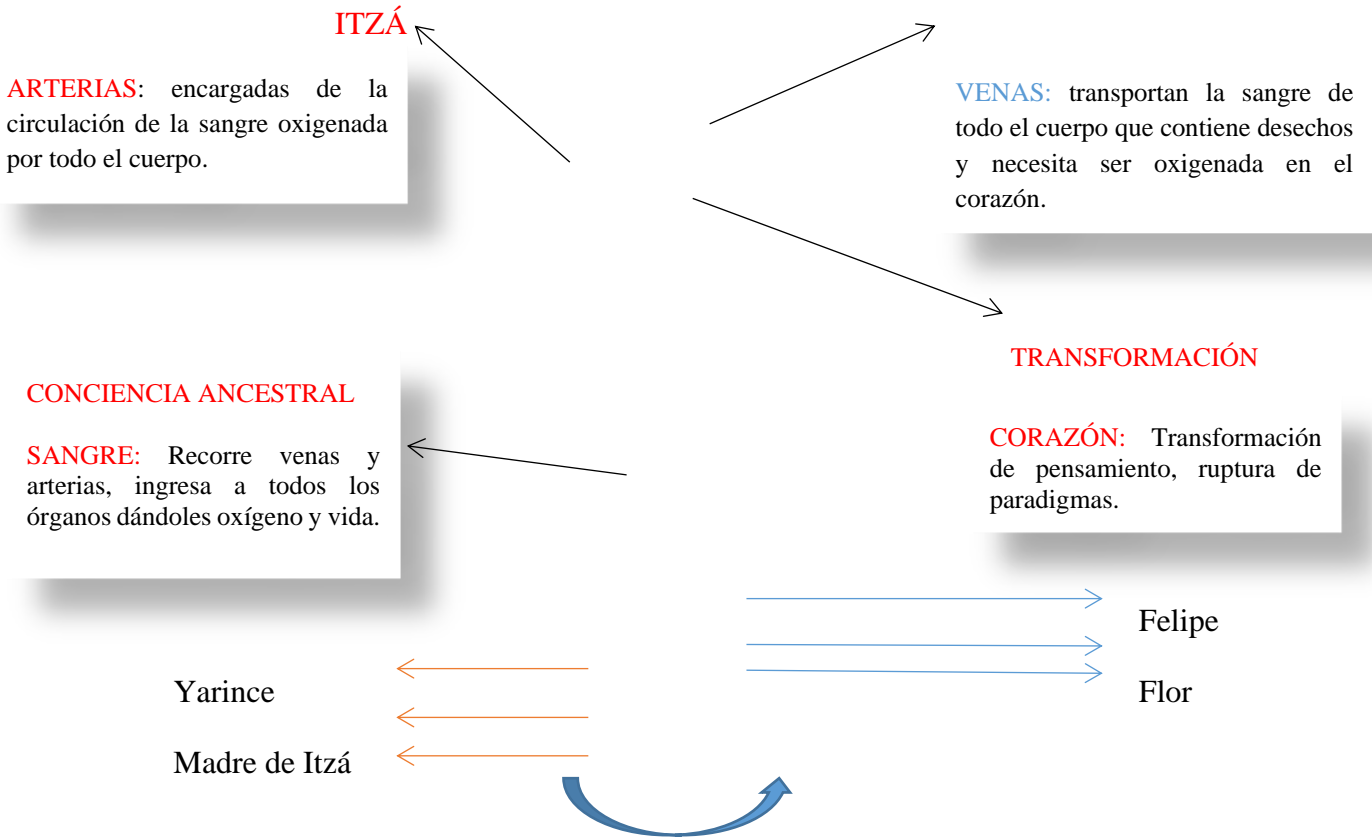 ITZÁ
ARTERIAS: encargadas de la
circulación de la sangre oxigenada
por todo el cuerpo.
VENAS: transportan la sangre de
todo el cuerpo que contiene desechos
y necesita ser oxigenada en el
corazón.
CONCIENCIA ANCESTRAL
SANGRE: Recorre venas y
arterias, ingresa a todos los
órganos dándoles oxígeno y vida.
TRANSFORMACIÓN
CORAZÓN: Transformación
de pensamiento, ruptura de
paradigmas.
Felipe
Flor
Yarince
Madre de Itzá